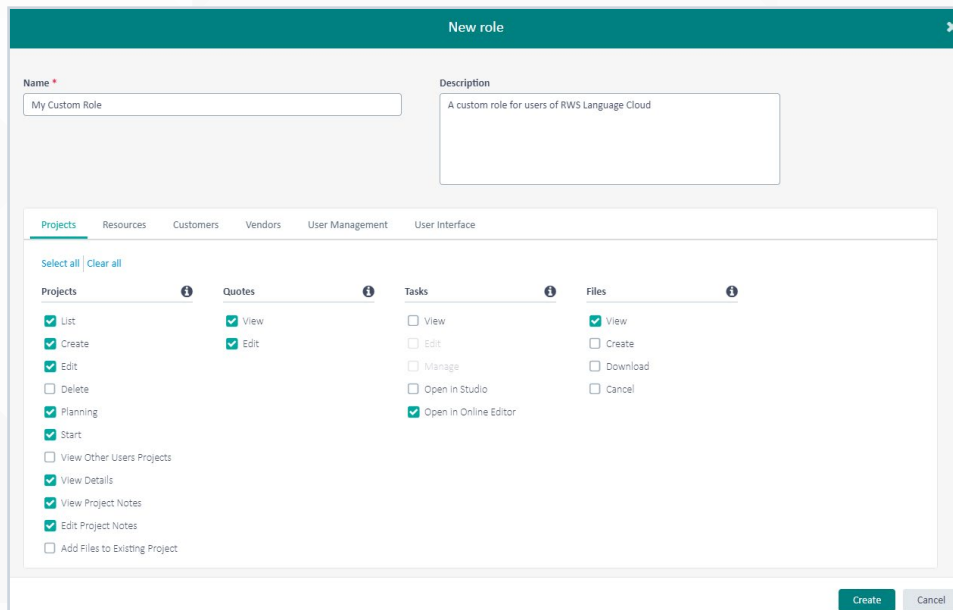 New role
Name *
Description
My Custom Role
A custom role for users of RWS Language Cloud
Projects Resources Customers Vendors User Management User Interface
Select all Clear all
Projects
List
Create
Edit
Delete
Planning
Start
View Other Users Projects
View Details
View Project Notes
Edit Project Notes
Add Files to Existing Project
Quotes
View
Edit
Tasks
View
Edit
Manage
Open in Studio
Open in Online Editor
Files
View
Create
Download
Cancel
Create Cancel